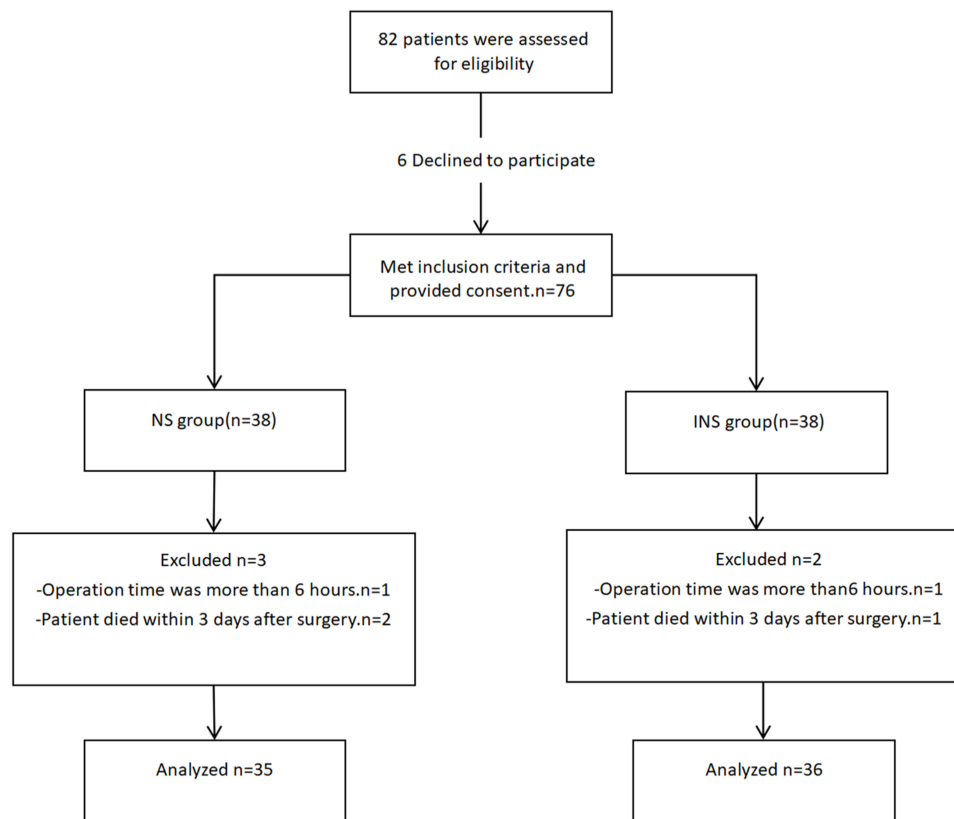 82 patients were assessed
for eligibility
6 Declined to participate
Met inclusion criteria and
provided consent.n=76
NS group(n=38)
INS group(n=38)
Excluded n=3
-Operation time was more than 6 hours.n=1
-Patient died within 3 days after surgery.n=2
Excluded n=2
-Operation time was more than6 hours.n=1
-Patient died within 3 days after surgery.n=1
Analyzed n=35
Analyzed n=36